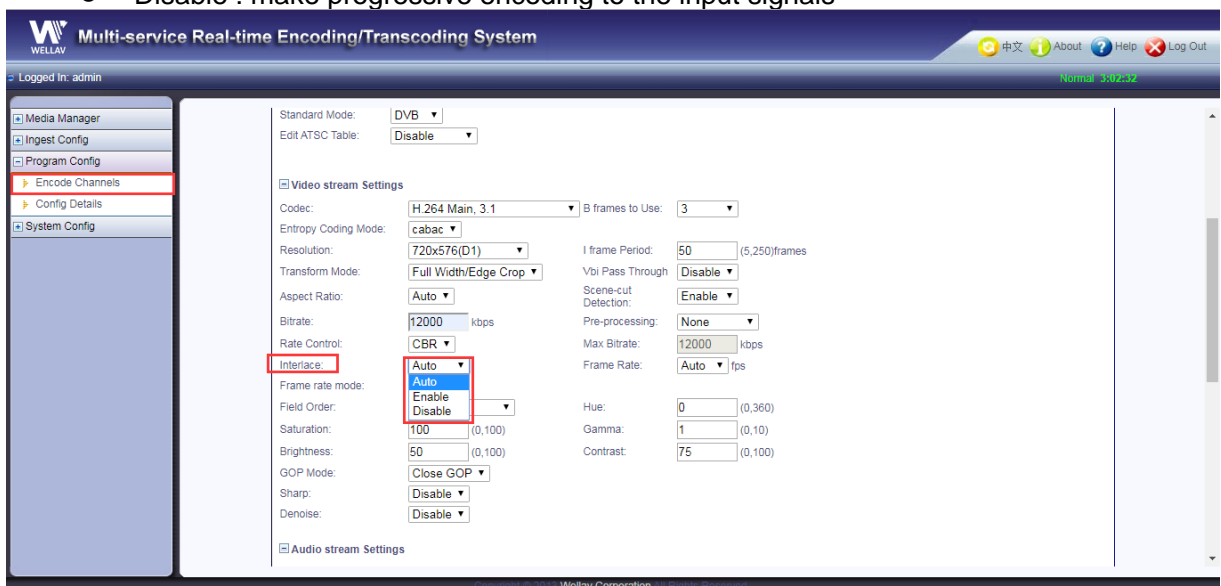 Disable : make progressive encoding to the input signals
WELLAV Multi-service Real-time Encoding/Transcoding System
中文 About Help Log Out
Logged In: admin
Normal 3:02:32
Media Manager
Ingest Config
Program Config
Encode Channels
Config Details
System Config
Standard Mode: DVB
Edit ATSC Table: Disable
Video stream Settings
Codec: H.264 Main, 3.1 B frames to Use: 3
Entropy Coding Mode: cabac
Resolution: 720x576(D1) I frame Period: 50 (5,250)frames
Transform Mode: Full Width/Edge Crop Vbi Pass Through Disable
Aspect Ratio: Auto Scene-cut Detection: Enable
Bitrate: 12000 kbps Pre-processing: None
Rate Control: CBR Max Bitrate: 12000 kbps
Interlace: Auto Frame Rate: Auto fps
Auto
Enable
Disable
Frame rate mode:
Field Order: Hue: 0 (0,360)
Saturation: 100 (0,100) Gamma: 1 (0,10)
Brightness: 50 (0,100) Contrast: 75 (0,100)
GOP Mode: Close GOP
Sharp: Disable
Denoise: Disable
Audio stream Settings
Wellav Corporation